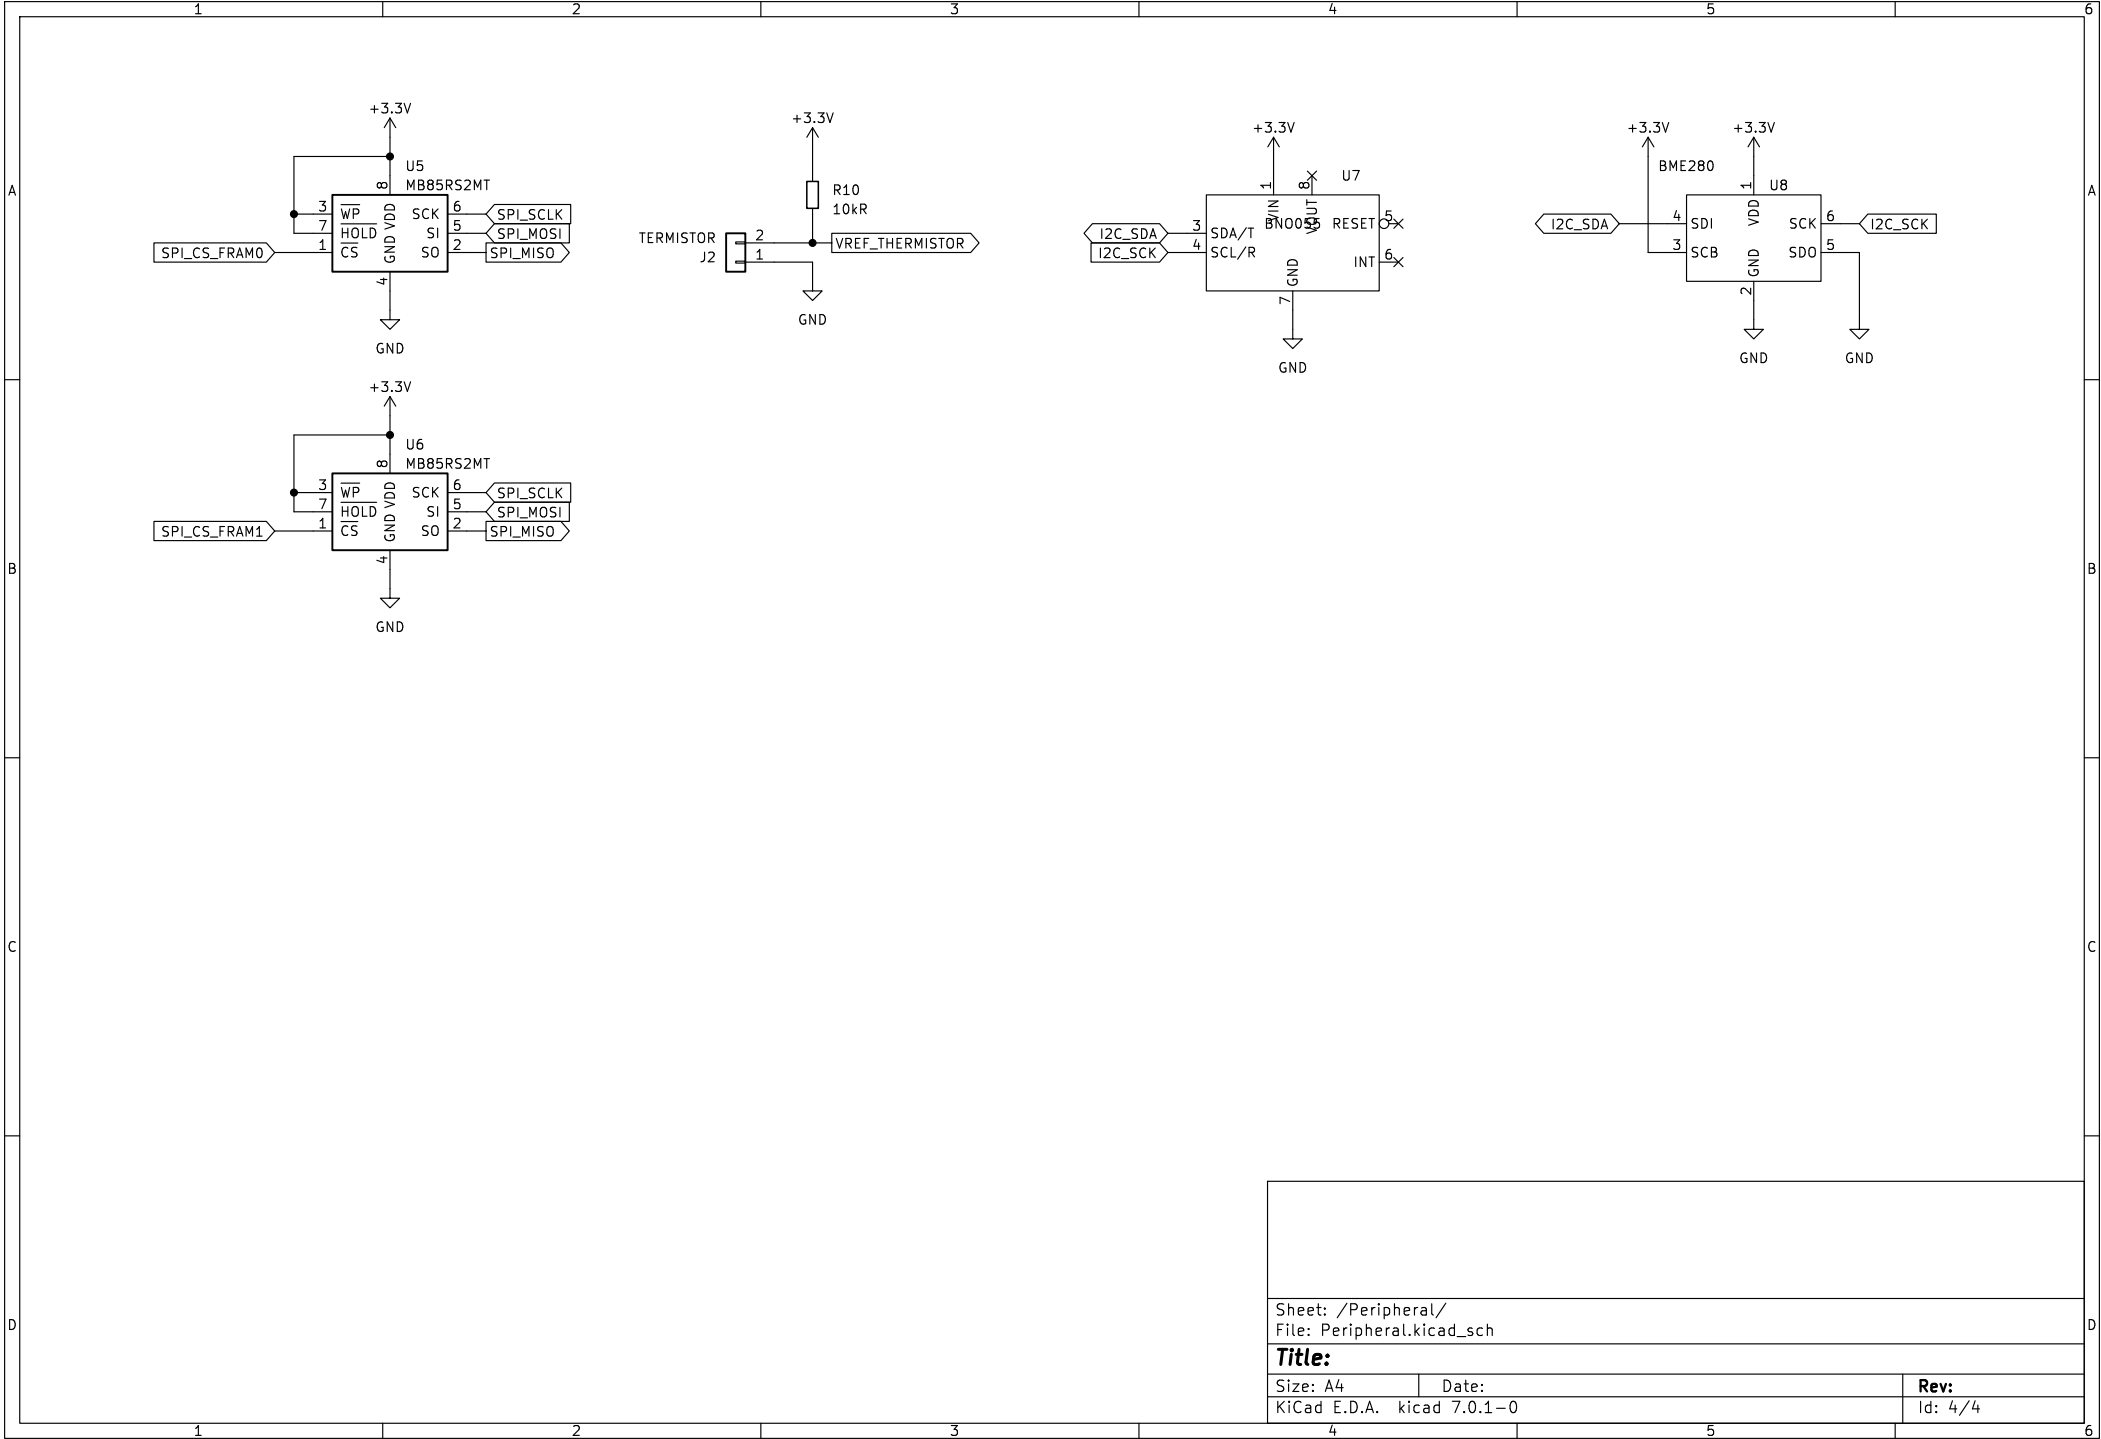 1 2 3 4 5 6
A A
B B
C C
D D
+3.3V
U5
MB85RS2MT
8
3 WP VDD SCK 6 SPI_SCLK
7 HOLD SI 5 SPI_MOSI
SPI_CS_FRAM0 1 CS GND SO 2 SPI_MISO
4
GND
+3.3V
U6
MB85RS2MT
8
3 WP VDD SCK 6 SPI_SCLK
7 HOLD SI 5 SPI_MOSI
SPI_CS_FRAM1 1 CS GND SO 2 SPI_MISO
4
GND
+3.3V
R10
10kR
TERMISTOR 2 VREF_THERMISTOR
J2 1
GND
+3.3V
U7
1 8
VIN VOUT
BNO055 RESET 5
I2C_SDA 3 SDA/T
I2C_SCK 4 SCL/R
INT 6
GND
7
GND
+3.3V +3.3V
BME280
1 U8
VDD
I2C_SDA 4 SDI SCK 6 I2C_SCK
3 SCB SDO 5
GND
2
GND GND
Sheet: /Peripheral/
File: Peripheral.kicad_sch
Title:
Size: A4 Date: Rev:
KiCad E.D.A. kicad 7.0.1-0 Id: 4/4
1 2 3 4 5 6